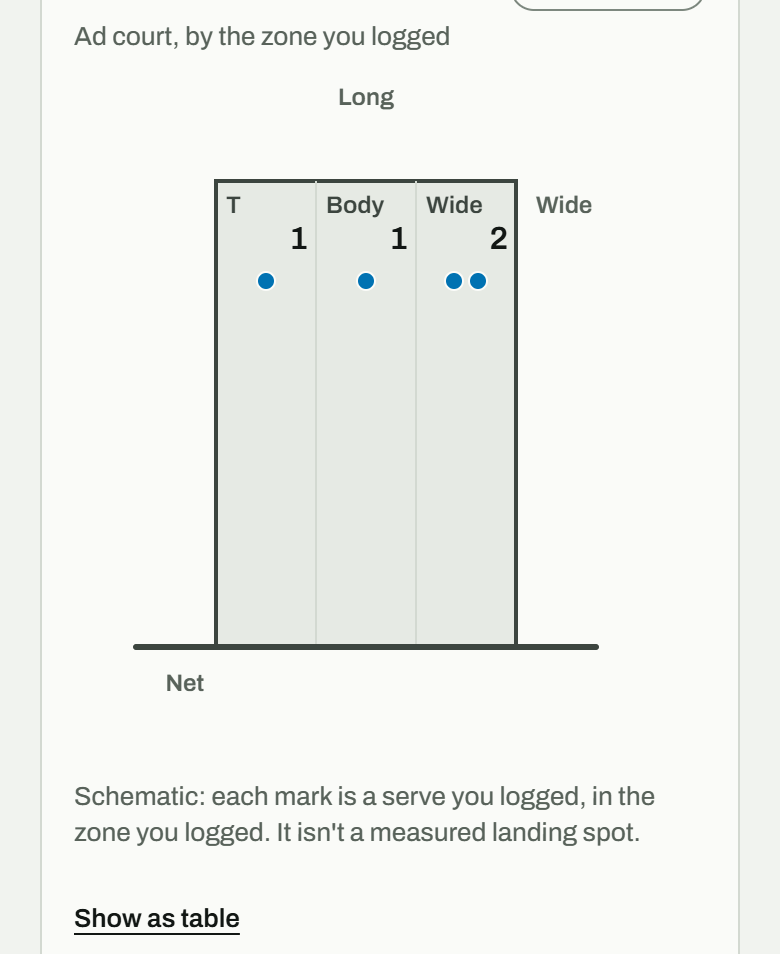 Ad court, by the zone you logged
Long
T
Body
Wide
Wide
1
1
2
Net
Schematic: each mark is a serve you logged, in the
zone you logged. It isn't a measured landing spot.
Show as table